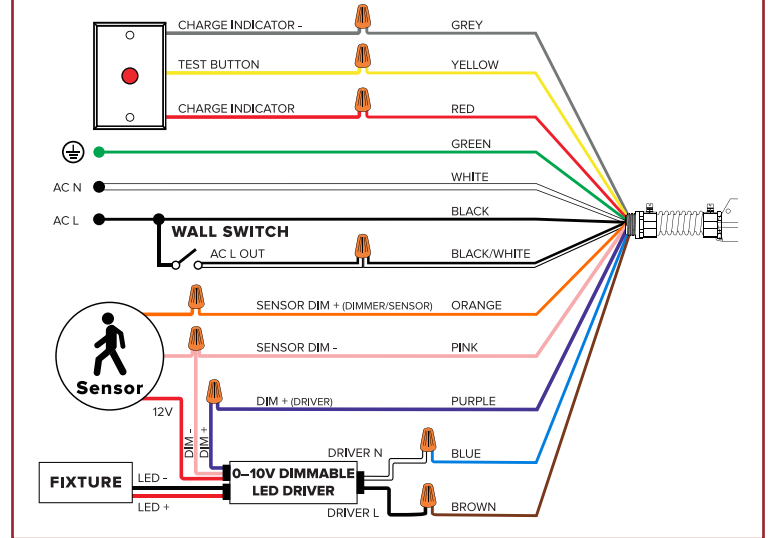 CHARGE INDICATOR - GREY
TEST BUTTON YELLOW
CHARGE INDICATOR RED
GREEN
AC N WHITE
AC L BLACK
WALL SWITCH
AC L OUT BLACK/WHITE
SENSOR DIM + (DIMMER/SENSOR) ORANGE
SENSOR DIM - PINK
Sensor
12V
DIM + (DRIVER) PURPLE
DIM -
DIM +
DRIVER N BLUE
FIXTURE
LED -
LED +
0–10V DIMMABLE
LED DRIVER
DRIVER L BROWN